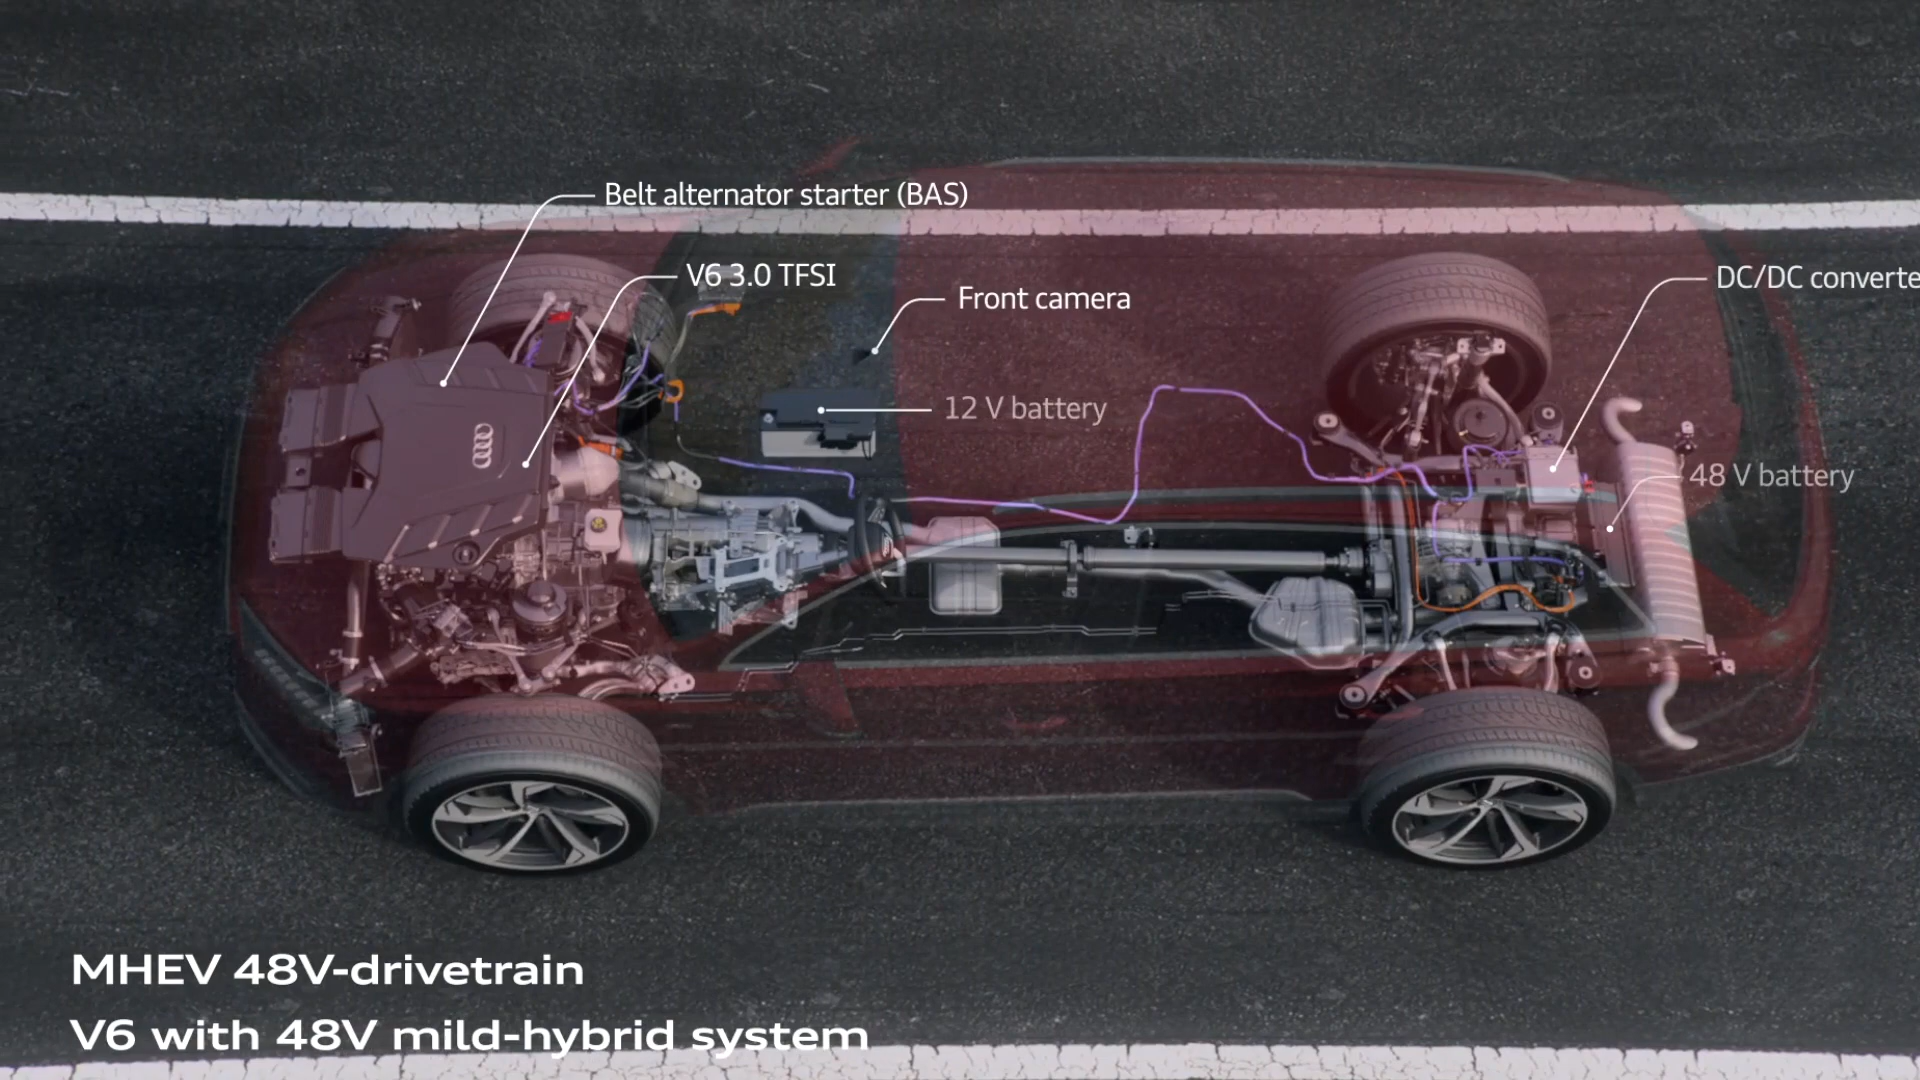 Belt alternator starter (BAS)
V6 3.0 TFSI
Front camera
DC/DC converte
12 V battery
48 V battery
MHEV 48V-drivetrain
V6 with 48V mild-hybrid system